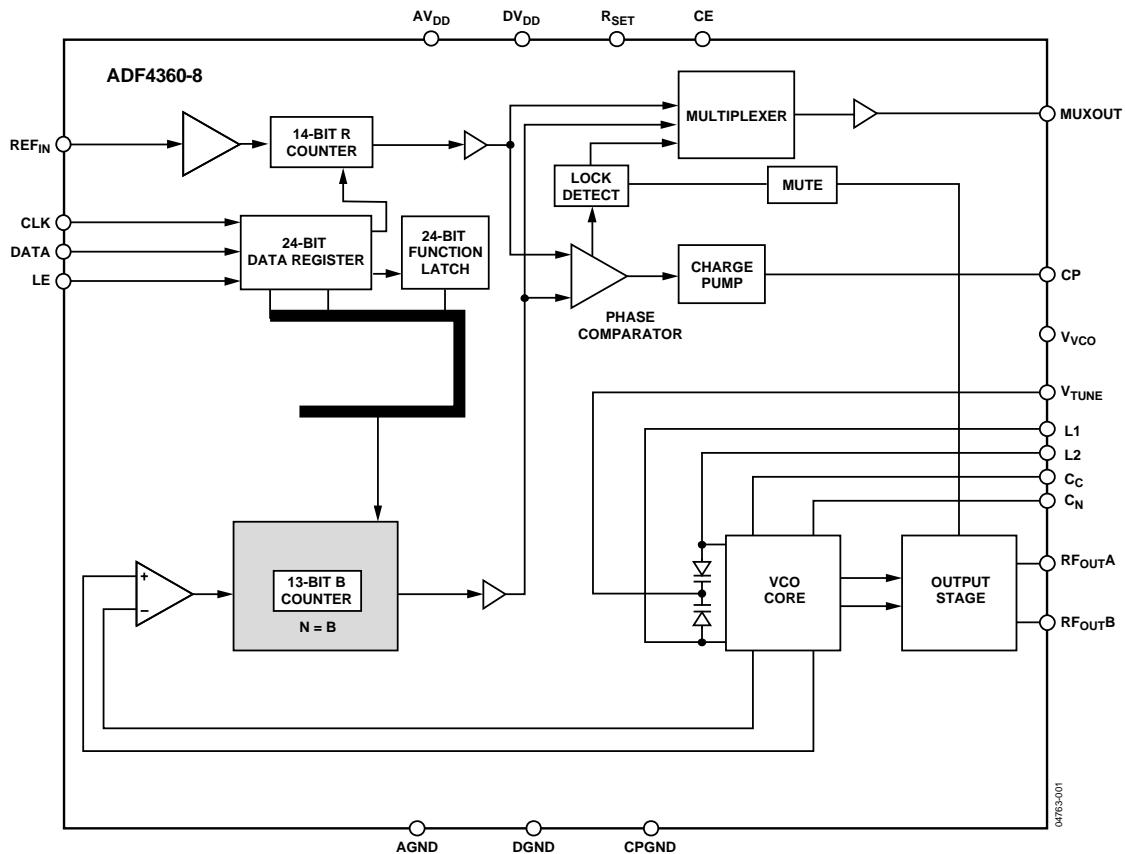 AVDD
DVDD
RSET
CE
ADF4360-8
MULTIPLEXER
MUXOUT
REFIN
14-BIT R
COUNTER
LOCK
DETECT
MUTE
CLK
DATA
LE
24-BIT
DATA REGISTER
24-BIT
FUNCTION
LATCH
CHARGE
PUMP
CP
PHASE
COMPARATOR
VVCO
VTUNE
L1
L2
CC
CN
+
−
13-BIT B
COUNTER
N = B
VCO
CORE
OUTPUT
STAGE
RFOUTA
RFOUTB
04763-001
AGND
DGND
CPGND